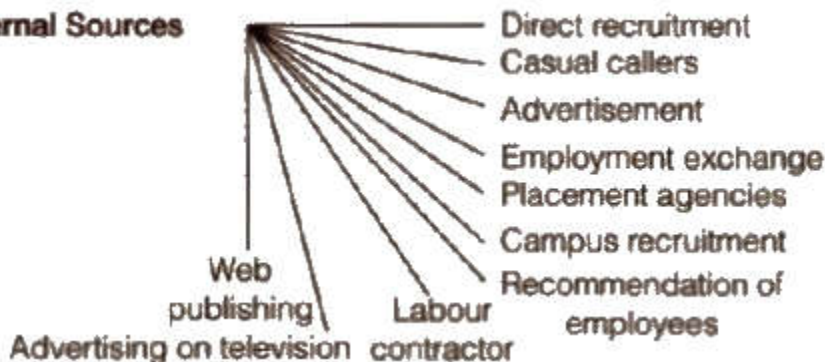 ernal Sources
Direct recruitment
Casual callers
Advertisement
Employment exchange
Placement agencies
Campus recruitment
Recommendation of
employees
Labour
contractor
Advertising on television
Web
publishing